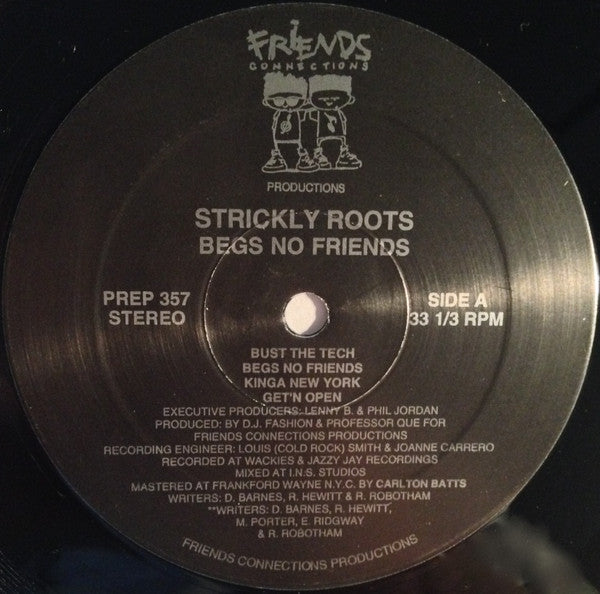 FRiENDS
CONNECTIONS
PRODUCTIONS
STRICKLY ROOTS
BEGS NO FRIENDS
PREP 357
STEREO
SIDE A
33 1/3 RPM
BUST THE TECH
BEGS NO FRIENDS
KINGA NEW YORK
GET'N OPEN
EXECUTIVE PRODUCERS: LENNY B. & PHIL JORDAN
PRODUCED: BY D.J. FASHION & PROFESSOR QUE FOR
FRIENDS CONNECTIONS PRODUCTIONS
RECORDING ENGINEER: LOUIS (COLD ROCK) SMITH & JOANNE CARRERO
RECORDED AT WACKIES & JAZZY JAY RECORDINGS
MIXED AT I.N.S. STUDIOS
MASTERED AT FRANKFORD WAYNE N.Y.C. BY CARLTON BATTS
WRITERS: D. BARNES, R. HEWITT & R. ROBOTHAM
**WRITERS: D. BARNES, R. HEWITT,
M. PORTER, E. RIDGWAY
& R. ROBOTHAM
FRIENDS CONNECTIONS PRODUCTIONS